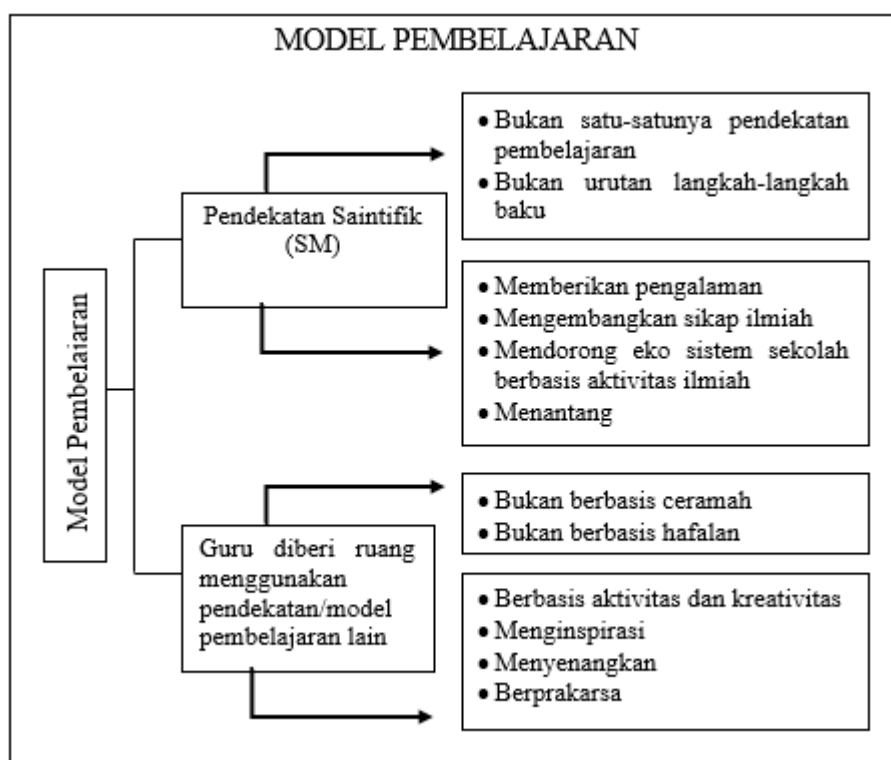 MODEL PEMBELAJARAN
Model Pembelajaran
Pendekatan Saintifik
(SM)
• Bukan satu-satunya pendekatan
pembelajaran
• Bukan urutan langkah-langkah
baku
• Memberikan pengalaman
• Mengembangkan sikap ilmiah
• Mendorong eko sistem sekolah
berbasis aktivitas ilmiah
• Menantang
Guru diberi ruang
menggunakan
pendekatan/model
pembelajaran lain
• Bukan berbasis ceramah
• Bukan berbasis hafalan
• Berbasis aktivitas dan kreativitas
• Menginspirasi
• Menyenangkan
• Berprakarsa